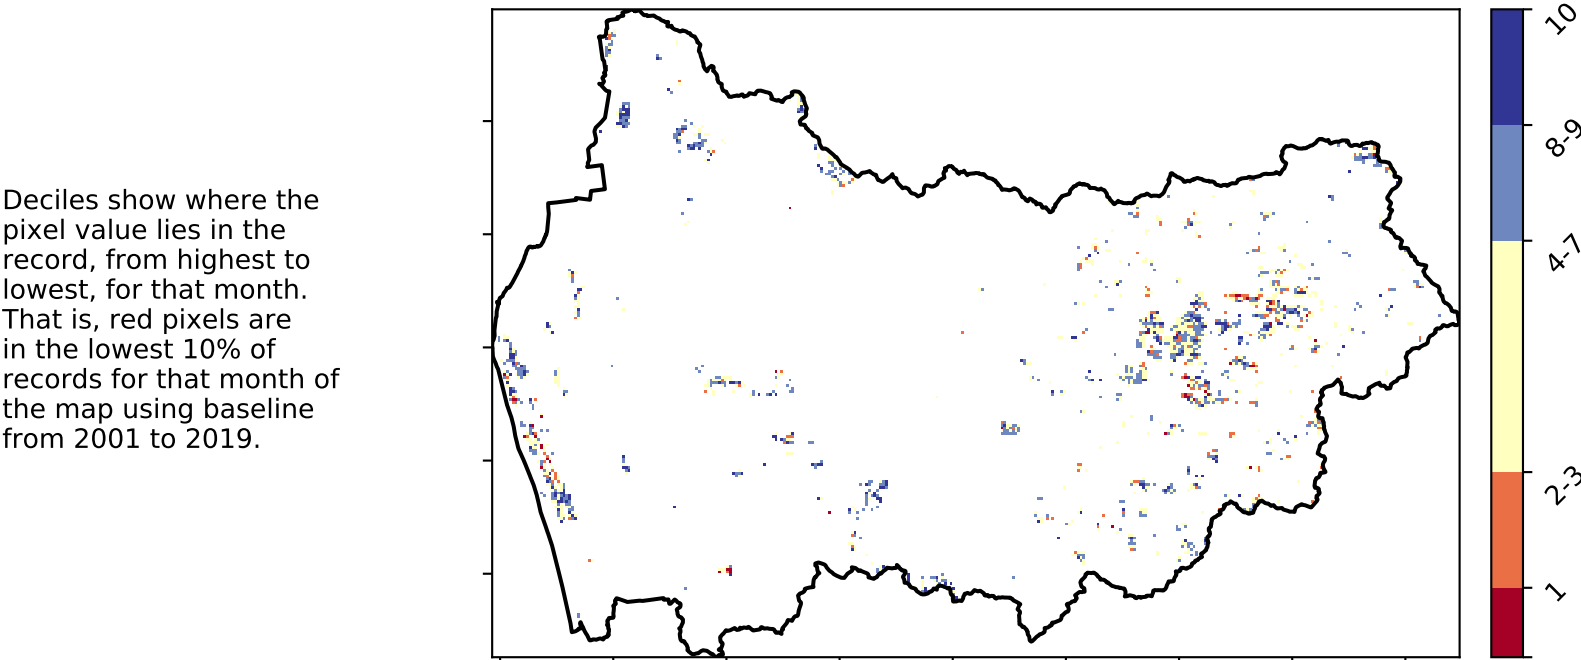 Deciles show where the
pixel value lies in the
record, from highest to
lowest, for that month.
That is, red pixels are
in the lowest 10% of
records for that month of
the map using baseline
from 2001 to 2019.
10
8-9
4-7
2-3
1